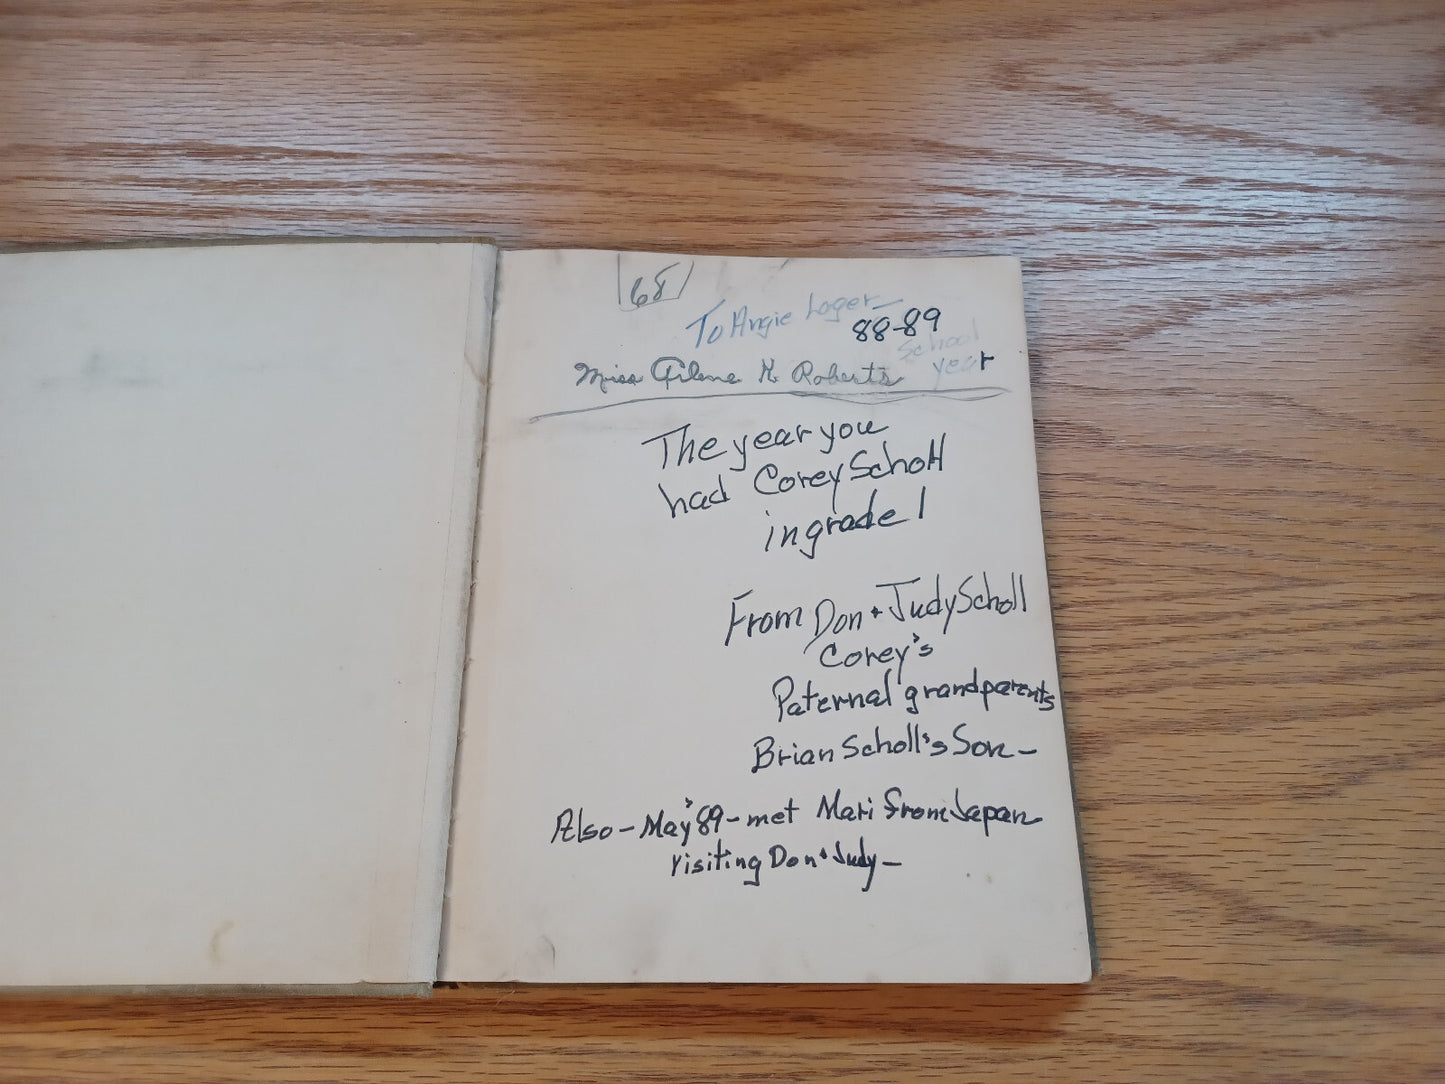 68
To Angie Loger—
88-89
School
year
Miss Arlene K. Roberts
The year you
had Corey Scholl
in grade 1
From Don + Judy Scholl
Corey's
Paternal grandparents
Brian Scholl's Son—
Also — May '89 — met Mari from Japan
visiting Don + Judy —